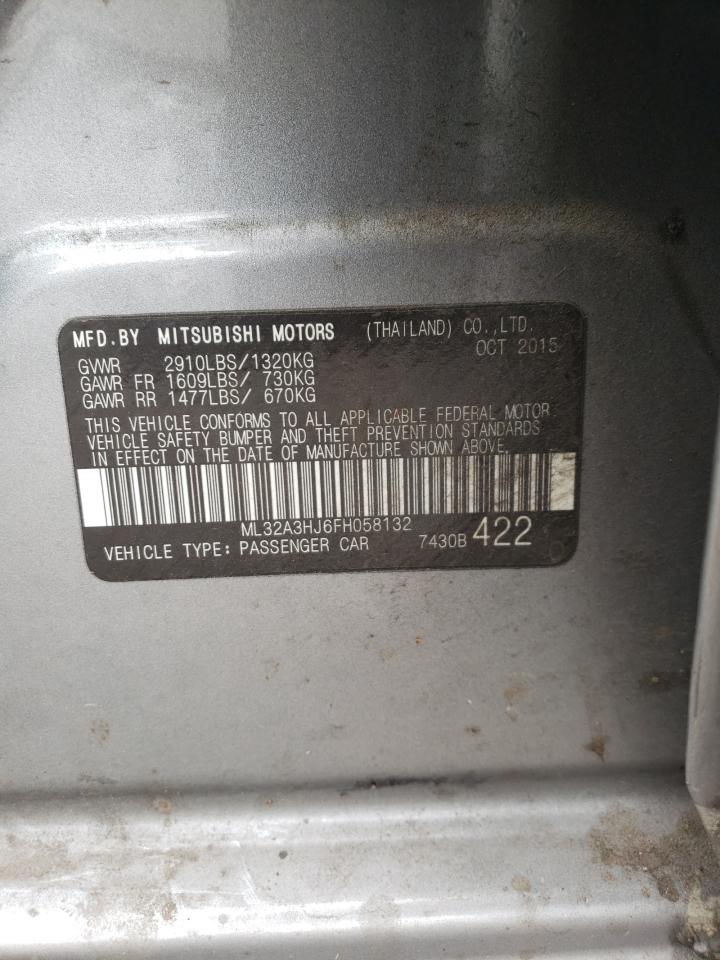 MFD.BY MITSUBISHI MOTORS (THAILAND) CO.,LTD.
OCT 2015
GVWR 2910LBS/1320KG
GAWR FR 1609LBS/ 730KG
GAWR RR 1477LBS/ 670KG
THIS VEHICLE CONFORMS TO ALL APPLICABLE FEDERAL MOTOR
VEHICLE SAFETY BUMPER AND THEFT PREVENTION STANDARDS
IN EFFECT ON THE DATE OF MANUFACTURE SHOWN ABOVE.
ML32A3HJ6FH058132
VEHICLE TYPE: PASSENGER CAR 7430B 422